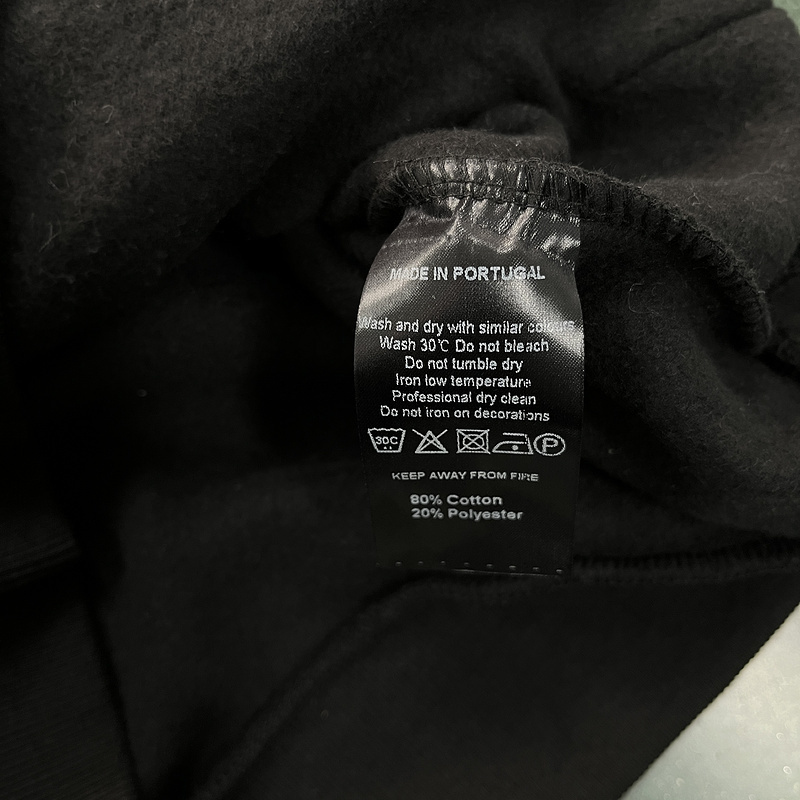 MADE IN PORTUGAL
Wash and dry with similar colours
Wash 30℃ Do not bleach
Do not tumble dry
Iron low temperature
Professional dry clean
Do not iron on decorations
30C P
KEEP AWAY FROM FIRE
80% Cotton
20% Polyester